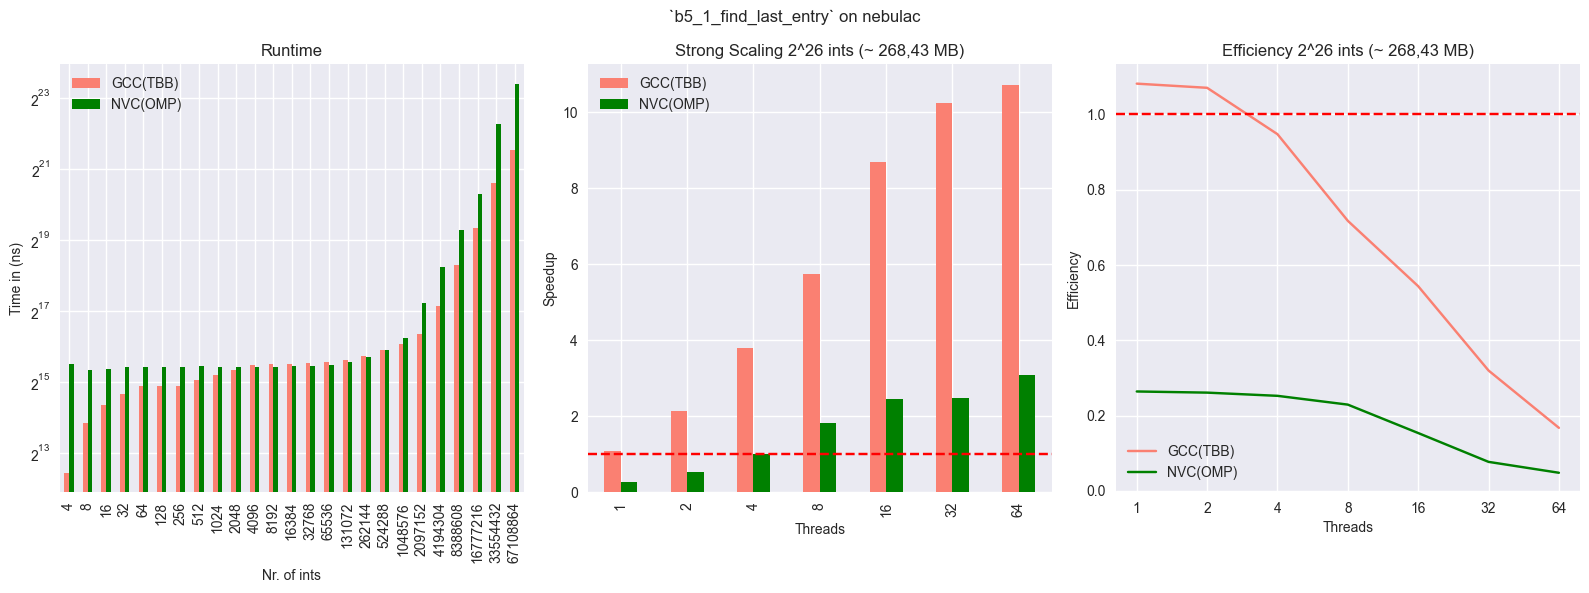 `b5_1_find_last_entry` on nebulac
Runtime
GCC(TBB)
NVC(OMP)
Time in (ns)
2^23
2^21
2^19
2^17
2^15
2^13
4 8 16 32 64 128 256 512 1024 2048 4096 8192 16384 32768 65536 131072 262144 524288 1048576 2097152 4194304 8388608 16777216 33554432 67108864
Nr. of ints
Strong Scaling 2^26 ints (~ 268,43 MB)
GCC(TBB)
NVC(OMP)
Speedup
10
8
6
4
2
0
1 2 4 8 16 32 64
Threads
Efficiency 2^26 ints (~ 268,43 MB)
Efficiency
1.0
0.8
0.6
0.4
0.2
0.0
GCC(TBB)
NVC(OMP)
1 2 4 8 16 32 64
Threads